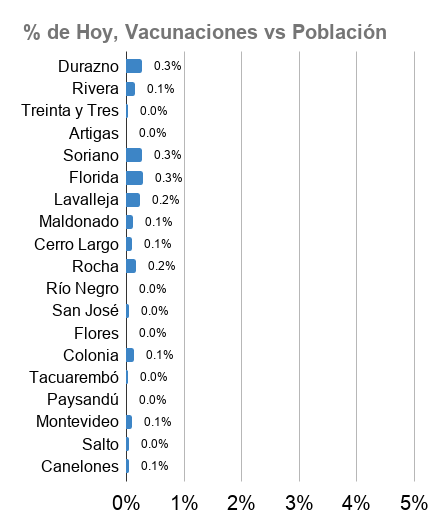 % de Hoy, Vacunaciones vs Población
Durazno 0.3%
Rivera 0.1%
Treinta y Tres 0.0%
Artigas 0.0%
Soriano 0.3%
Florida 0.3%
Lavalleja 0.2%
Maldonado 0.1%
Cerro Largo 0.1%
Rocha 0.2%
Río Negro 0.0%
San José 0.0%
Flores 0.0%
Colonia 0.1%
Tacuarembó 0.0%
Paysandú 0.0%
Montevideo 0.1%
Salto 0.0%
Canelones 0.1%
0% 1% 2% 3% 4% 5%